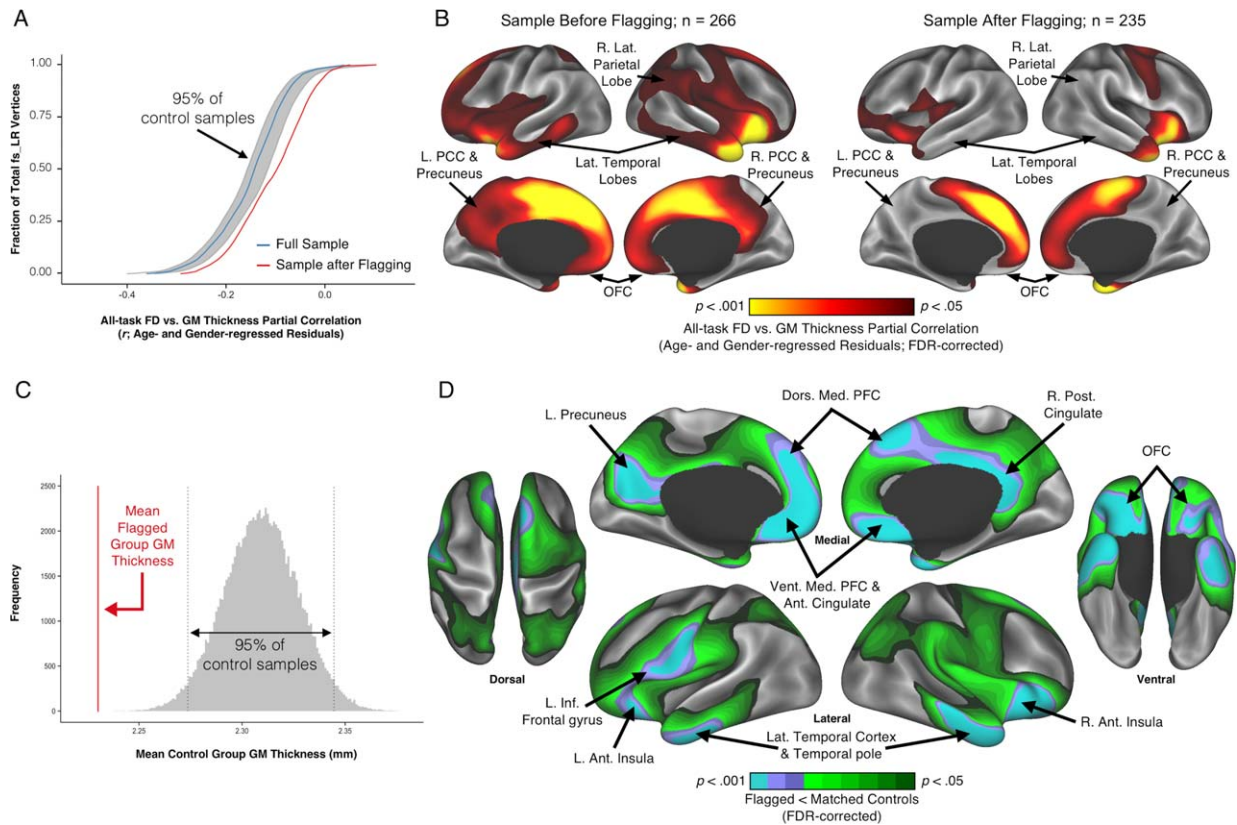 A
1.00
0.75
0.50
0.25
0.00
Fraction of Total fs_LR Vertices
95% of
control samples
Full Sample
Sample after Flagging
-0.4
-0.2
0.0
All-task FD vs. GM Thickness Partial Correlation
(r; Age- and Gender-regressed Residuals)
B
Sample Before Flagging; n = 266
Sample After Flagging; n = 235
R. Lat.
Parietal
Lobe
R. Lat.
Parietal
Lobe
L. PCC &
Precuneus
Lat. Temporal
Lobes
R. PCC &
Precuneus
L. PCC &
Precuneus
Lat. Temporal
Lobes
R. PCC &
Precuneus
OFC
OFC
p < .001
p < .05
All-task FD vs. GM Thickness Partial Correlation
(Age- and Gender-regressed Residuals; FDR-corrected)
C
2500
2000
1500
1000
500
0
Frequency
Mean
Flagged
Group GM
Thickness
95% of
control samples
2.25
2.30
2.35
Mean Control Group GM Thickness (mm)
D
L. Precuneus
Dors. Med. PFC
R. Post.
Cingulate
OFC
Medial
Vent. Med. PFC &
Ant. Cingulate
Dorsal
Ventral
L. Inf.
Frontal gyrus
L. Ant. Insula
Lateral
Lat. Temporal Cortex
& Temporal pole
R. Ant. Insula
p < .001
p < .05
Flagged < Matched Controls
(FDR-corrected)